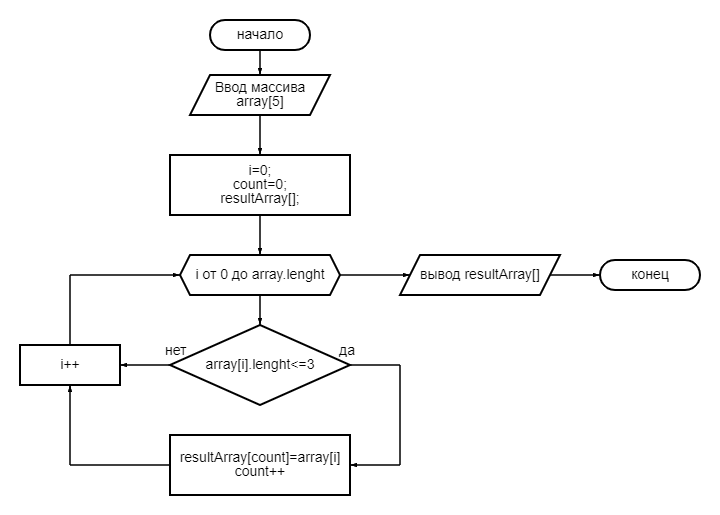 начало
Ввод массива
array[5]
i=0;
count=0;
resultArray[];
i от 0 до array.lenght
вывод resultArray[]
конец
нет
да
array[i].lenght<=3
i++
resultArray[count]=array[i]
count++